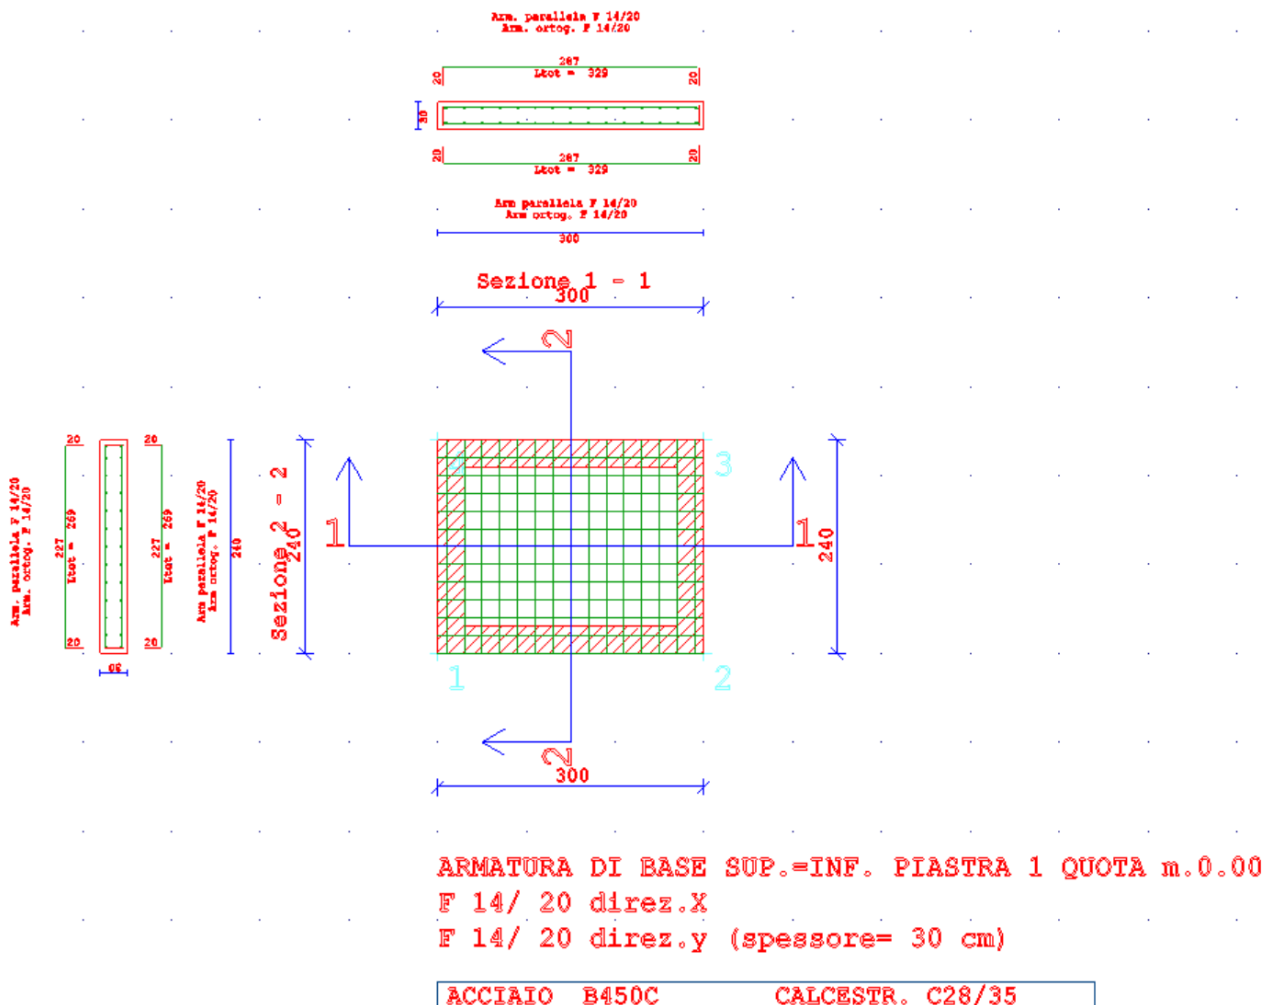 Arm. parallela F 14/20
Arm. ortog. F 14/20
287
20
Ltot = 329
20
30
20
287
20
Ltot = 329
Arm parallela F 14/20
Arm ortog. F 14/20
300
Sezione 1 - 1
300
2
20
20
3
Arm. parallela F 14/20
Arm. ortog. F 14/20
227
Ltot = 269
227
Ltot = 269
Arm parallela F 14/20
Arm ortog. F 14/20
240
Sezione 2 - 2
240
1
1
240
20
20
30
1
2
2
300
ARMATURA DI BASE SUP.=INF. PIASTRA 1 QUOTA m.0.00
F 14/ 20 direz.X
F 14/ 20 direz.y (spessore= 30 cm)
ACCIAIO B450C CALCESTR. C28/35